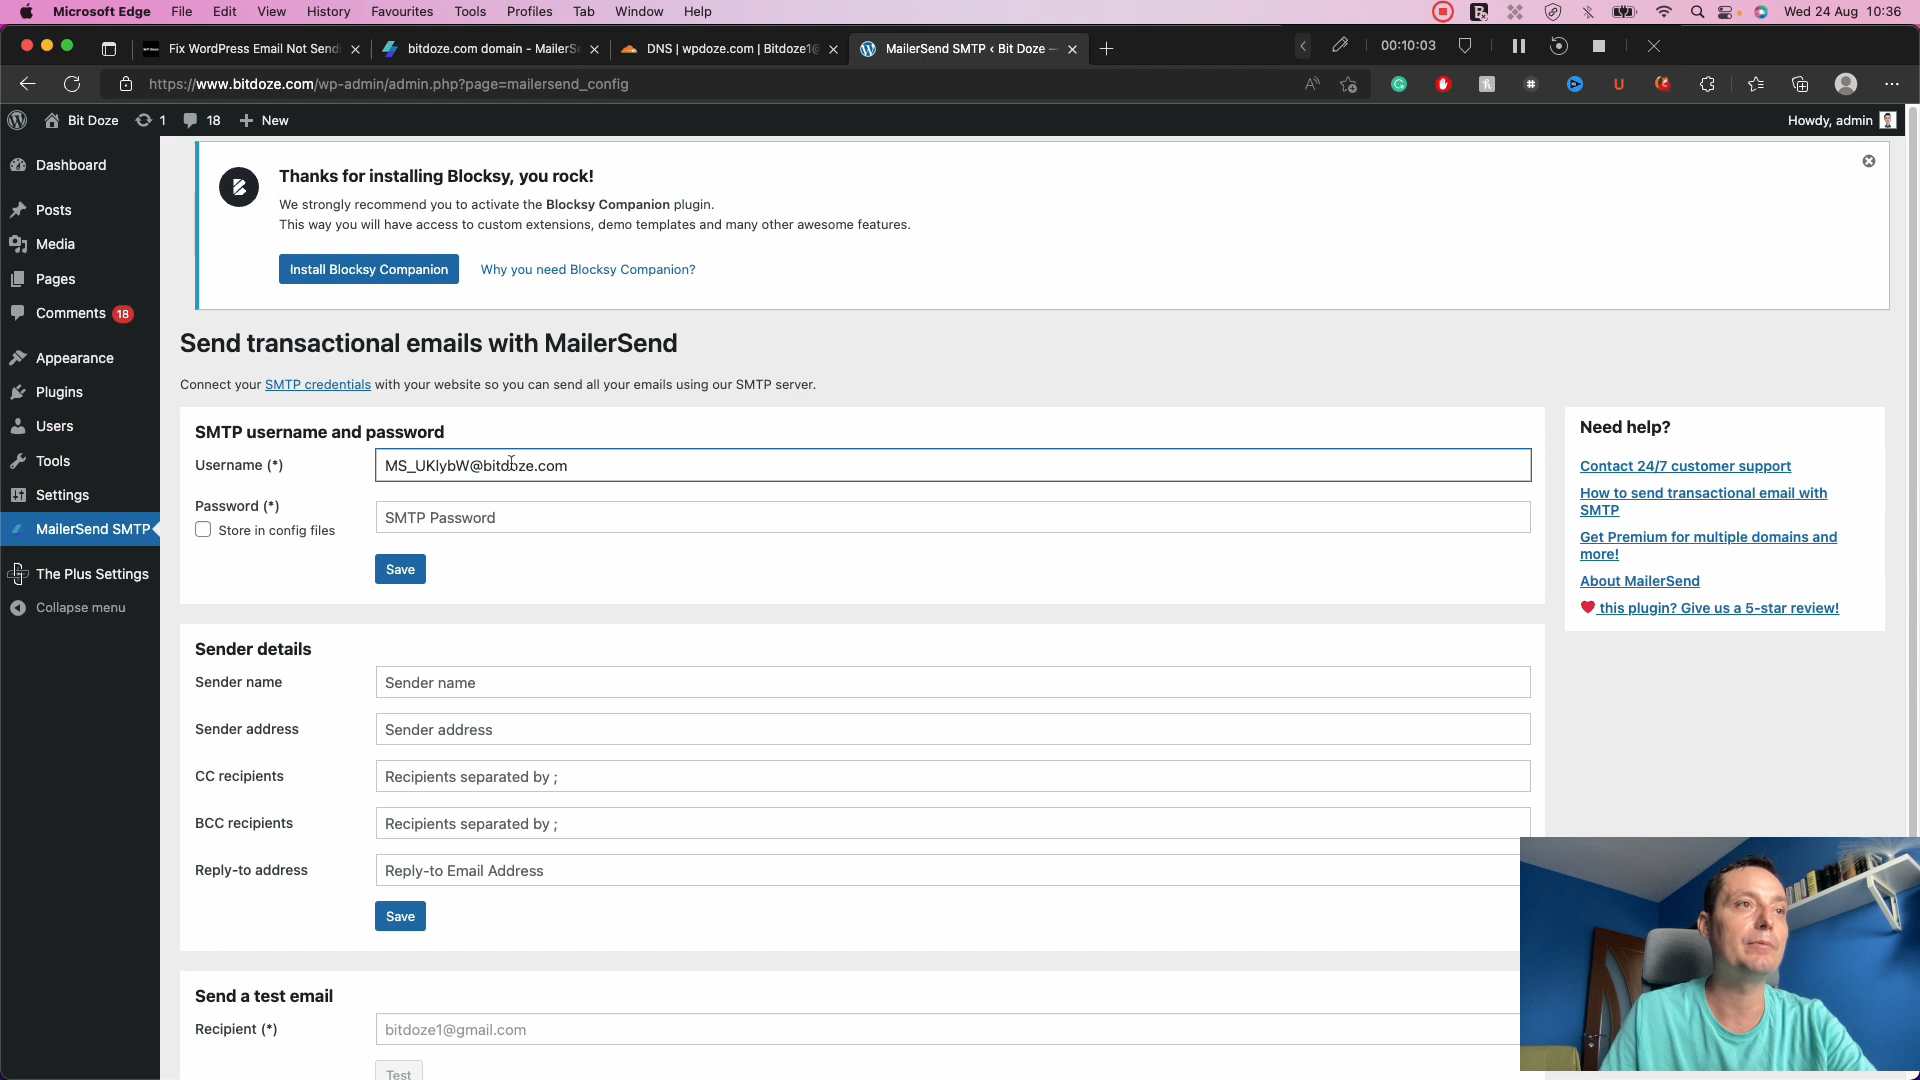 Microsoft Edge File Edit View History Favourites Tools Profiles Tab Window Help Wed 24 Aug 10:36
Fix WordPress Email Not Sendi
bitdoze.com domain - MailerSe
DNS | wpdoze.com | Bitdoze1@
MailerSend SMTP ‹ Bit Doze —
00:10:03
https://www.bitdoze.com/wp-admin/admin.php?page=mailersend_config
Bit Doze 1 18 New Howdy, admin
Dashboard
Posts
Media
Pages
Comments 18
Appearance
Plugins
Users
Tools
Settings
MailerSend SMTP
The Plus Settings
Collapse menu
Thanks for installing Blocksy, you rock!
We strongly recommend you to activate the Blocksy Companion plugin.
This way you will have access to custom extensions, demo templates and many other awesome features.
Install Blocksy Companion Why you need Blocksy Companion?
Send transactional emails with MailerSend
Connect your SMTP credentials with your website so you can send all your emails using our SMTP server.
SMTP username and password
Username (*) MS_UKlybW@bitdoze.com
Password (*) SMTP Password
Store in config files
Save
Sender details
Sender name Sender name
Sender address Sender address
CC recipients Recipients separated by ;
BCC recipients Recipients separated by ;
Reply-to address Reply-to Email Address
Save
Send a test email
Recipient (*) bitdoze1@gmail.com
Test
Need help?
Contact 24/7 customer support
How to send transactional email with
SMTP
Get Premium for multiple domains and
more!
About MailerSend
this plugin? Give us a 5-star review!